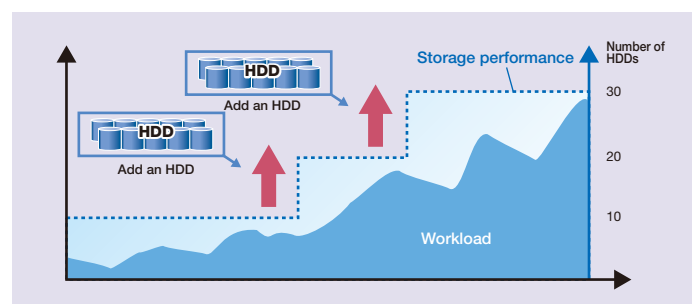 HDD
Add an HDD
HDD
Add an HDD
Storage performance
Number of
HDDs
30
20
10
Workload